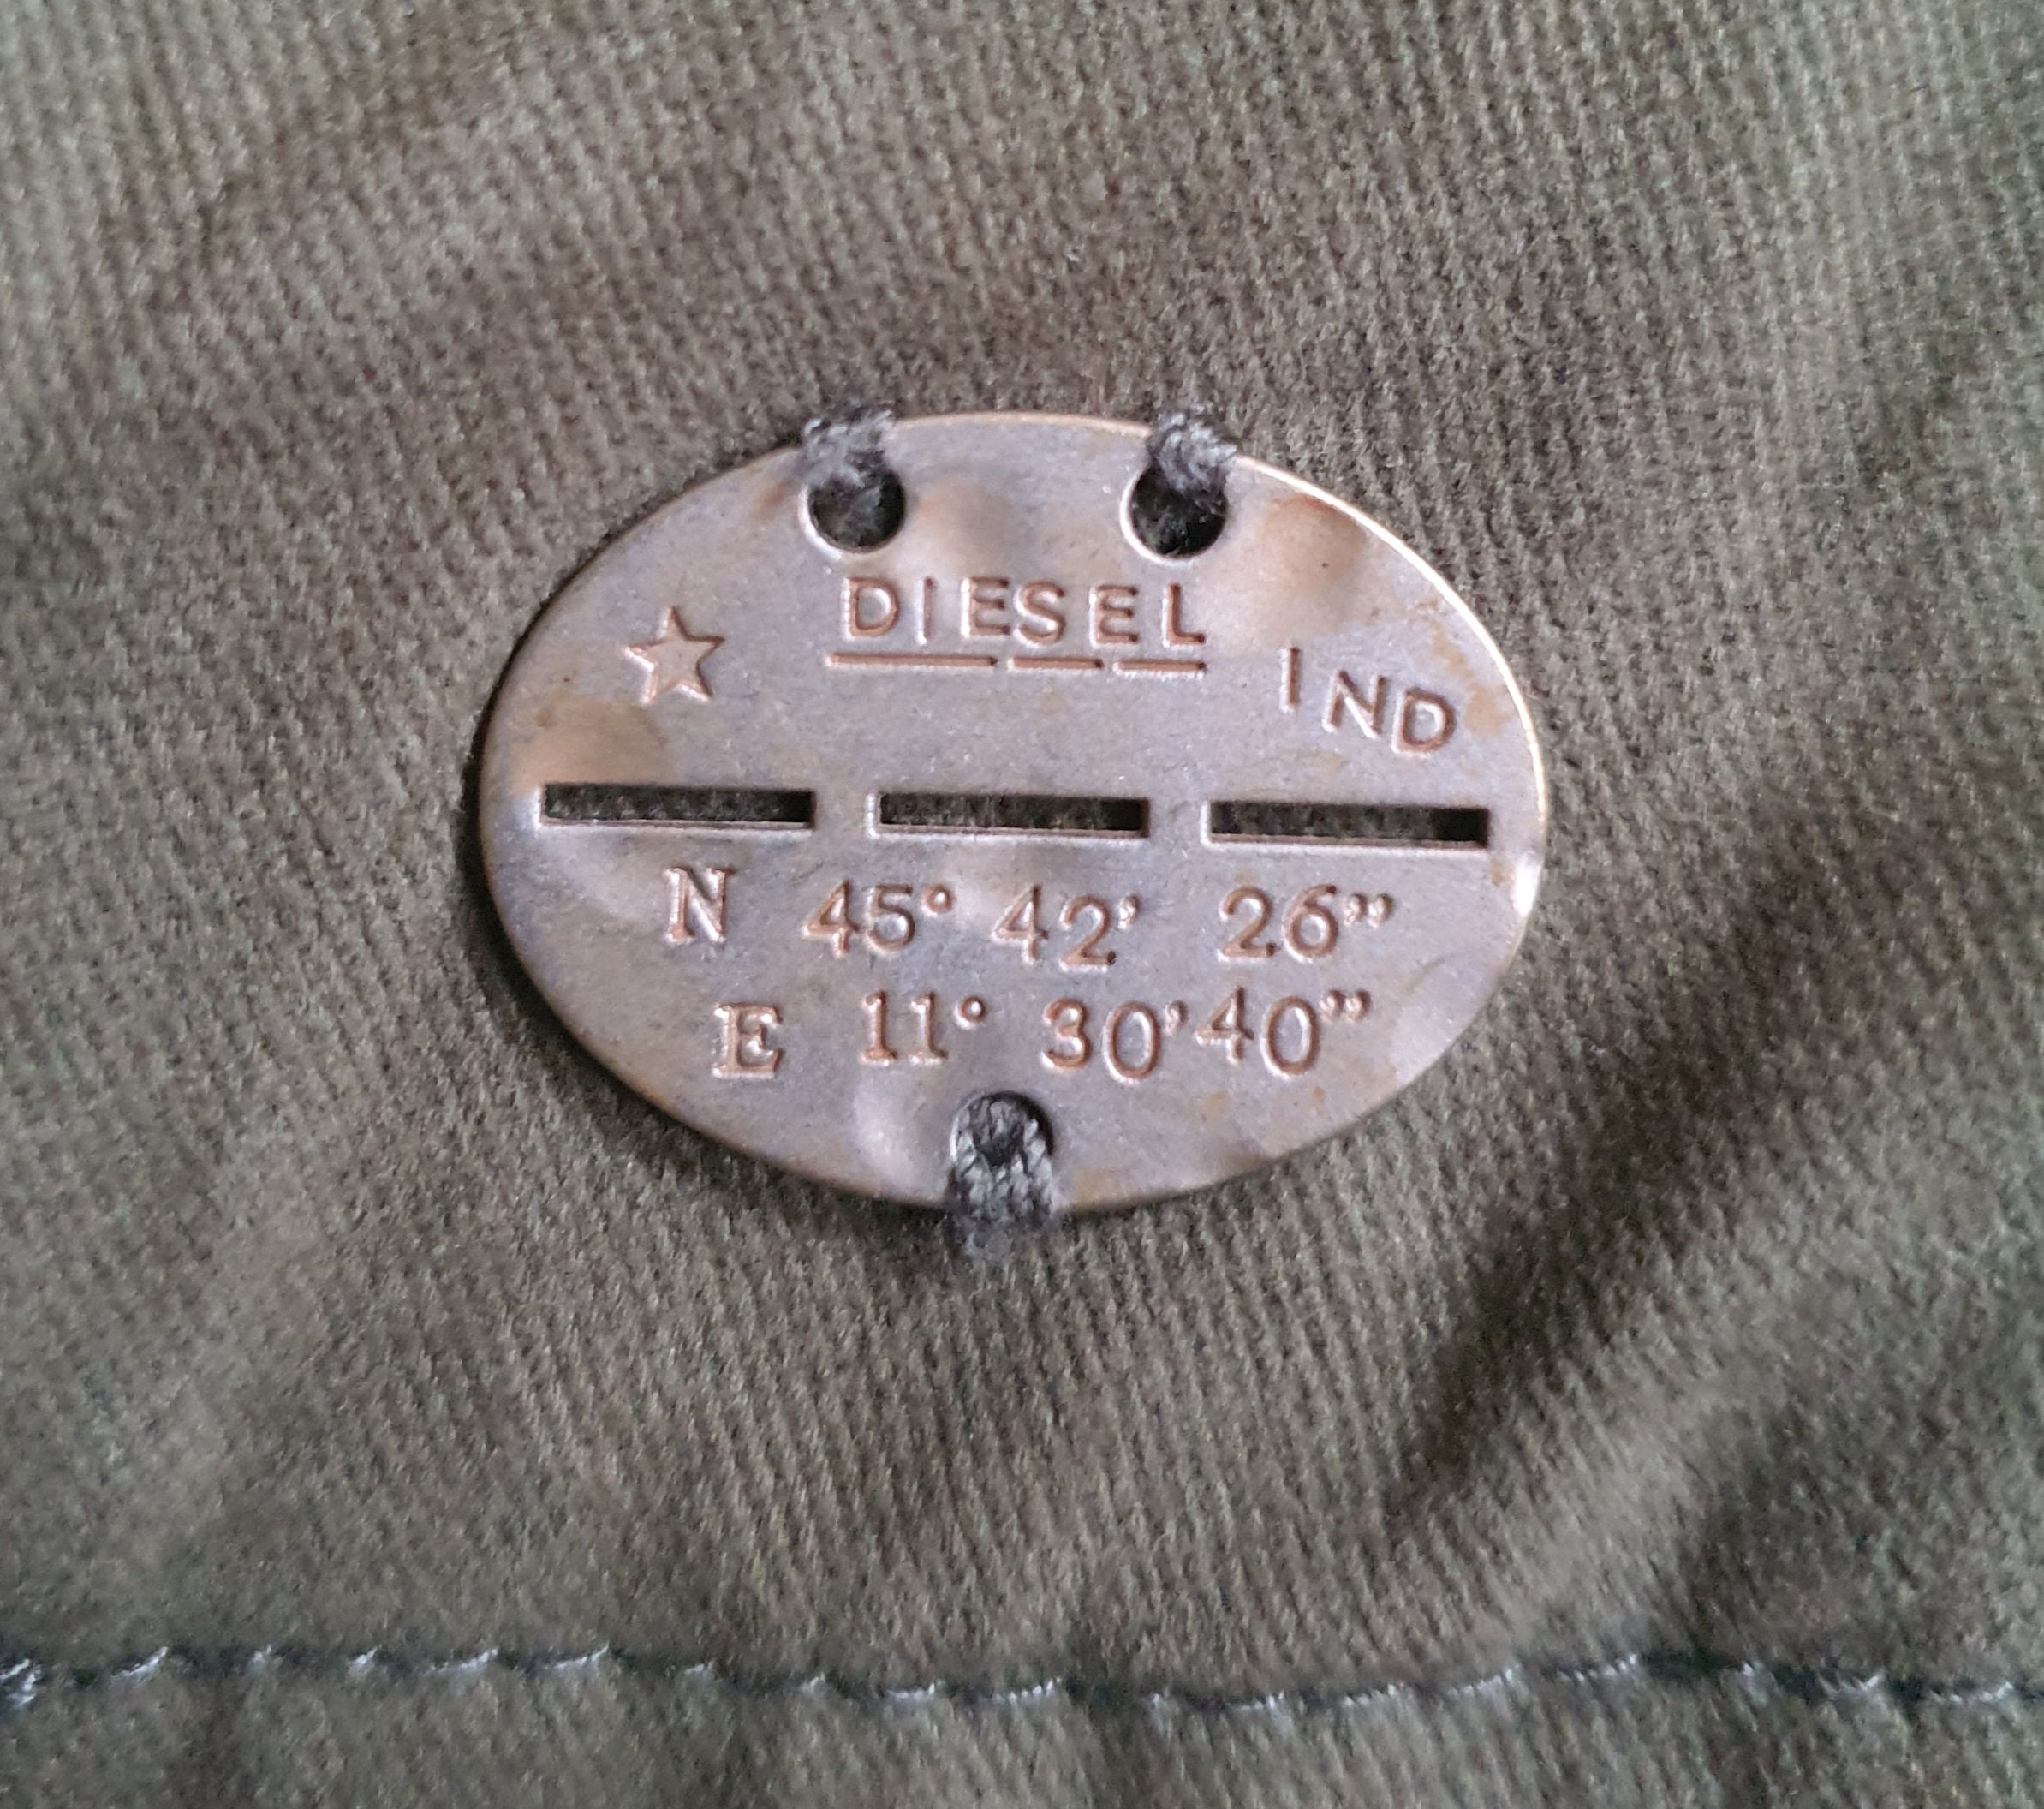 DIESEL
IND
N 45° 42' 26"
E 11° 30' 40"